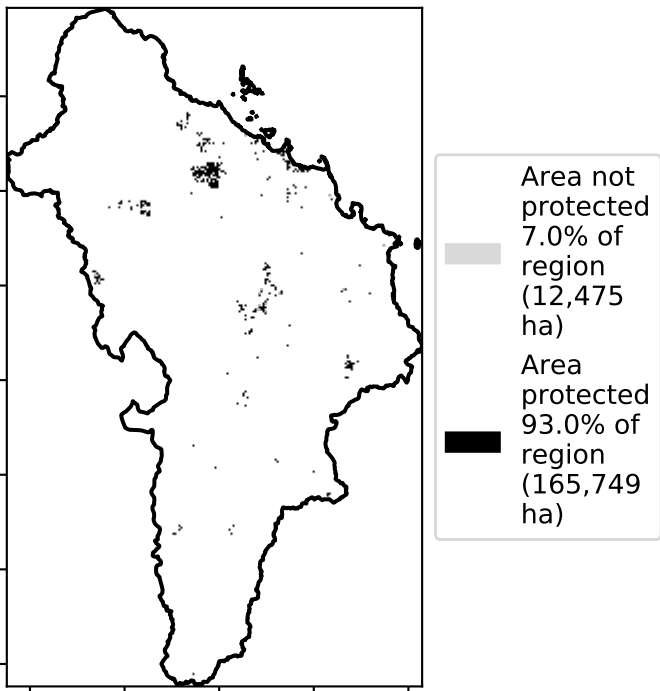 Area not
protected
7.0% of
region
(12,475
ha)
Area
protected
93.0% of
region
(165,749
ha)